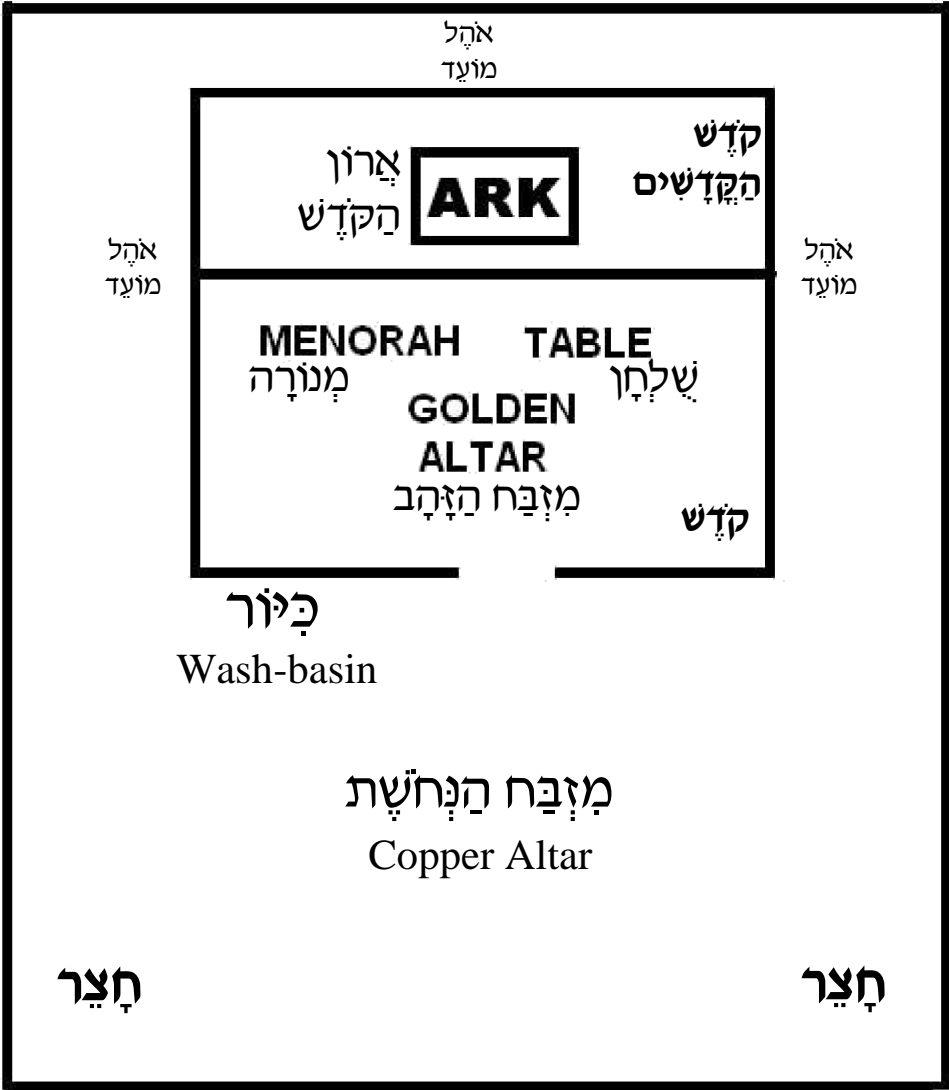 אֹהֶל
מוֹעֵד
קֹדֶשׁ
הַקֳּדָשִׁים
אֲרוֹן
הַקֹּדֶשׁ
ARK
אֹהֶל
מוֹעֵד
אֹהֶל
מוֹעֵד
MENORAH
מְנוֹרָה
TABLE
שֻׁלְחָן
GOLDEN
ALTAR
מִזְבַּח הַזָּהָב
קֹדֶשׁ
כִּיּוֹר
Wash-basin
מִזְבַּח הַנְּחֹשֶׁת
Copper Altar
חָצֵר
חָצֵר